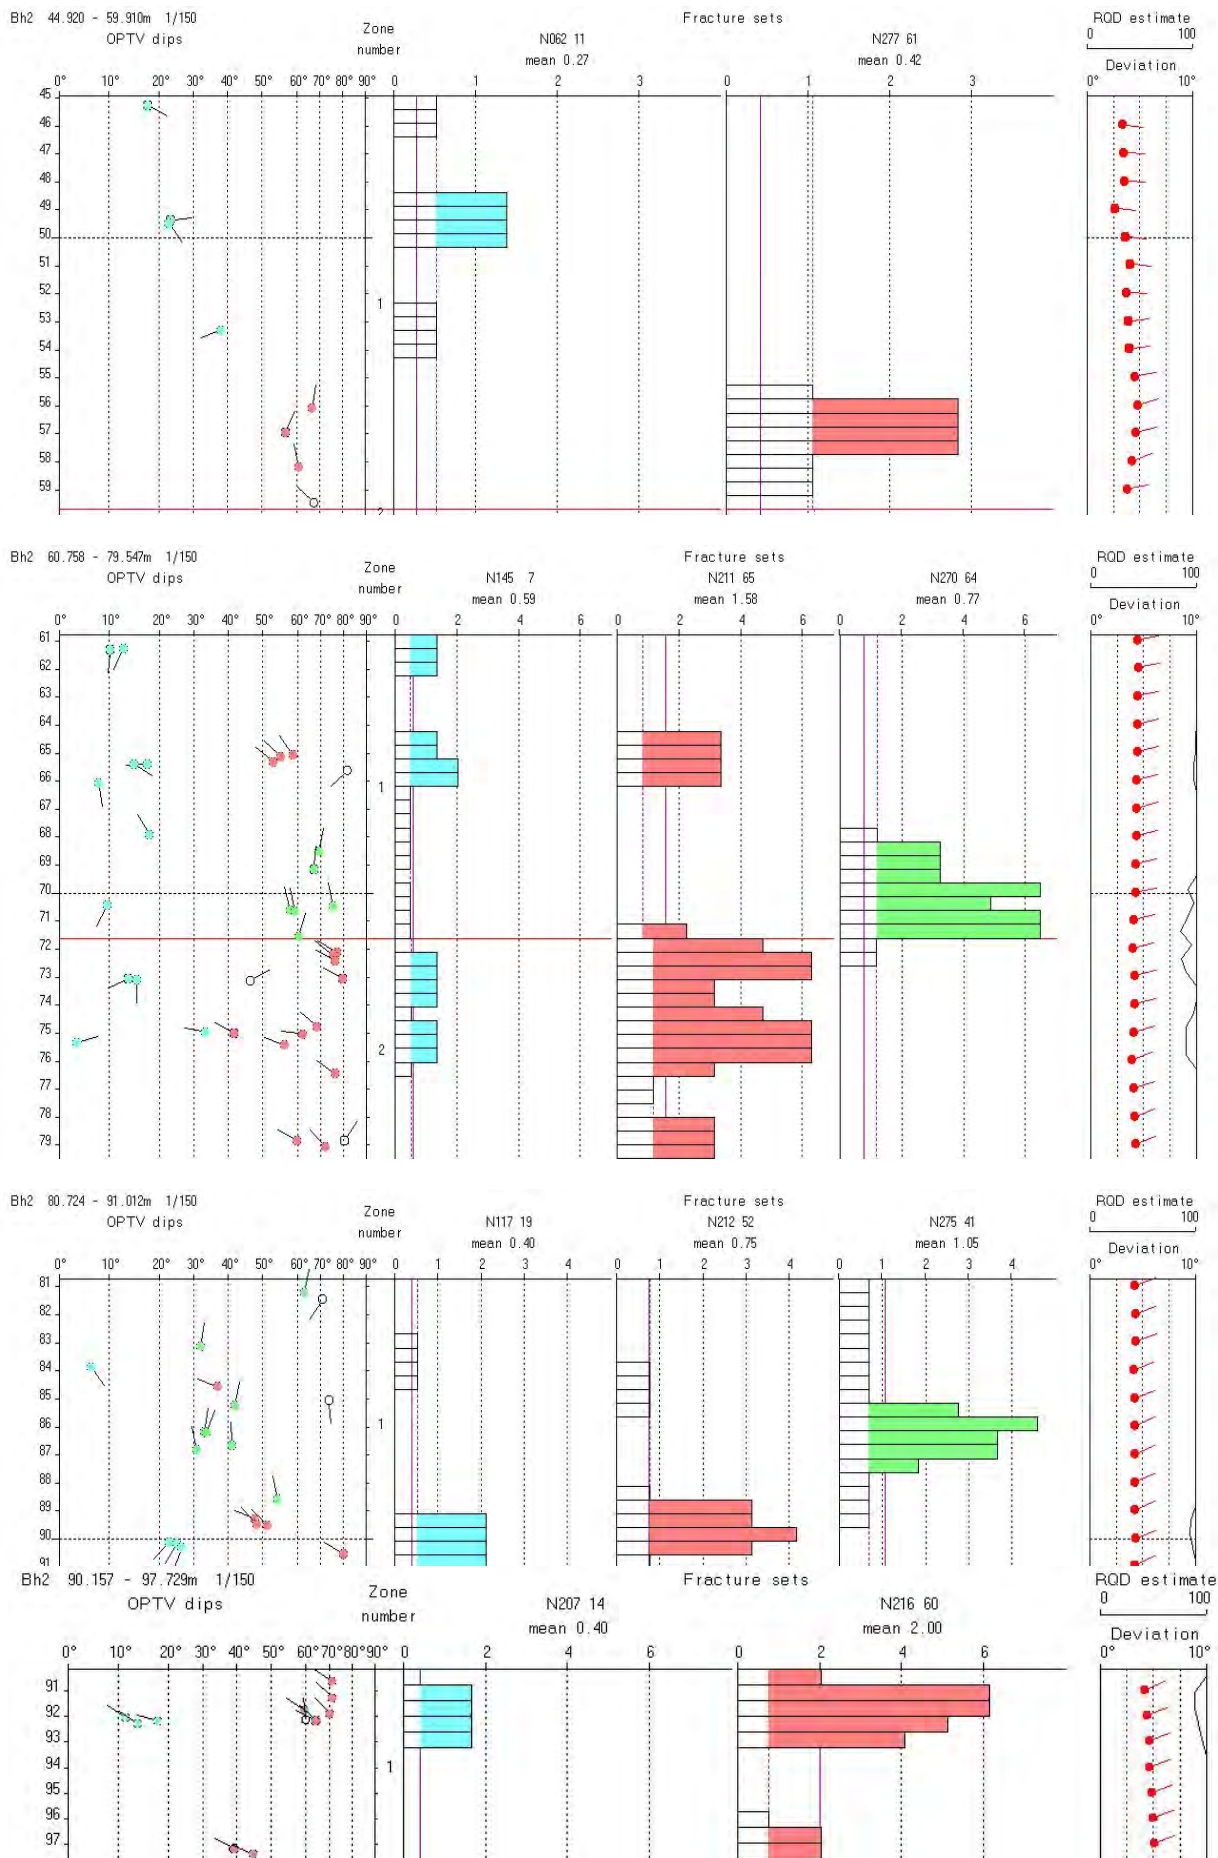 Bh2 44.920 - 59.910m 1/150
Fracture sets
RQD estimate
OPTV dips
Zone number
N062 11
mean 0.27
N277 61
mean 0.42
0 100
Deviation
0° 10° 20° 30° 40° 50° 60° 70° 80° 90°
0 1 2 3
0 1 2 3
0° 10°
45
46
47
48
49
50
51
52
1
53
54
55
56
57
58
59
2
Bh2 60.758 - 79.547m 1/150
Fracture sets
RQD estimate
OPTV dips
Zone number
N145 7
mean 0.59
N211 65
mean 1.58
N270 64
mean 0.77
0 100
Deviation
0° 10° 20° 30° 40° 50° 60° 70° 80° 90°
0 2 4 6
0 2 4 6
0 2 4 6
0° 10°
61
62
63
64
65
66
1
67
68
69
70
71
72
73
74
75
2
76
77
78
79
Bh2 80.724 - 91.012m 1/150
Fracture sets
RQD estimate
OPTV dips
Zone number
N117 19
mean 0.40
N212 52
mean 0.75
N275 41
mean 1.05
0 100
Deviation
0° 10° 20° 30° 40° 50° 60° 70° 80° 90°
0 1 2 3 4
0 1 2 3 4
0 1 2 3 4
0° 10°
81
82
83
84
85
86
1
87
88
89
90
91
Bh2 90.157 - 97.729m 1/150
Fracture sets
RQD estimate
OPTV dips
Zone number
N207 14
mean 0.40
N216 60
mean 2.00
0 100
Deviation
0° 10° 20° 30° 40° 50° 60° 70° 80° 90°
0 2 4 6
0 2 4 6
0° 10°
91
92
93
94
1
95
96
97